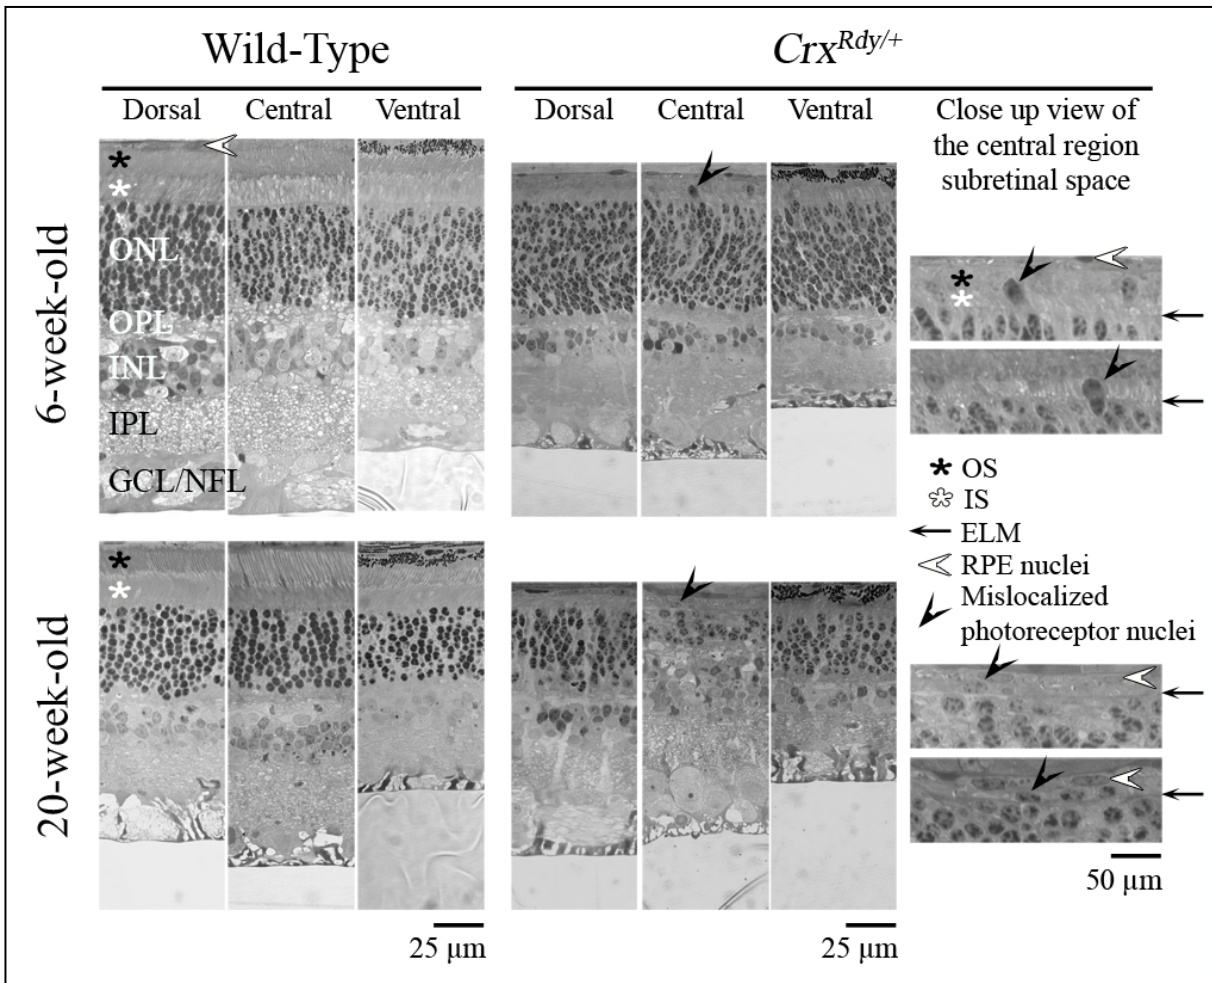 Wild-Type
Crx^Rdy/+
Dorsal
Central
Ventral
Dorsal
Central
Ventral
Close up view of
the central region
subretinal space
6-week-old
*
*
ONL
OPL
INL
IPL
GCL/NFL
*
*
* OS
* IS
ELM
RPE nuclei
Mislocalized
photoreceptor nuclei
20-week-old
*
*
25 μm
25 μm
50 μm